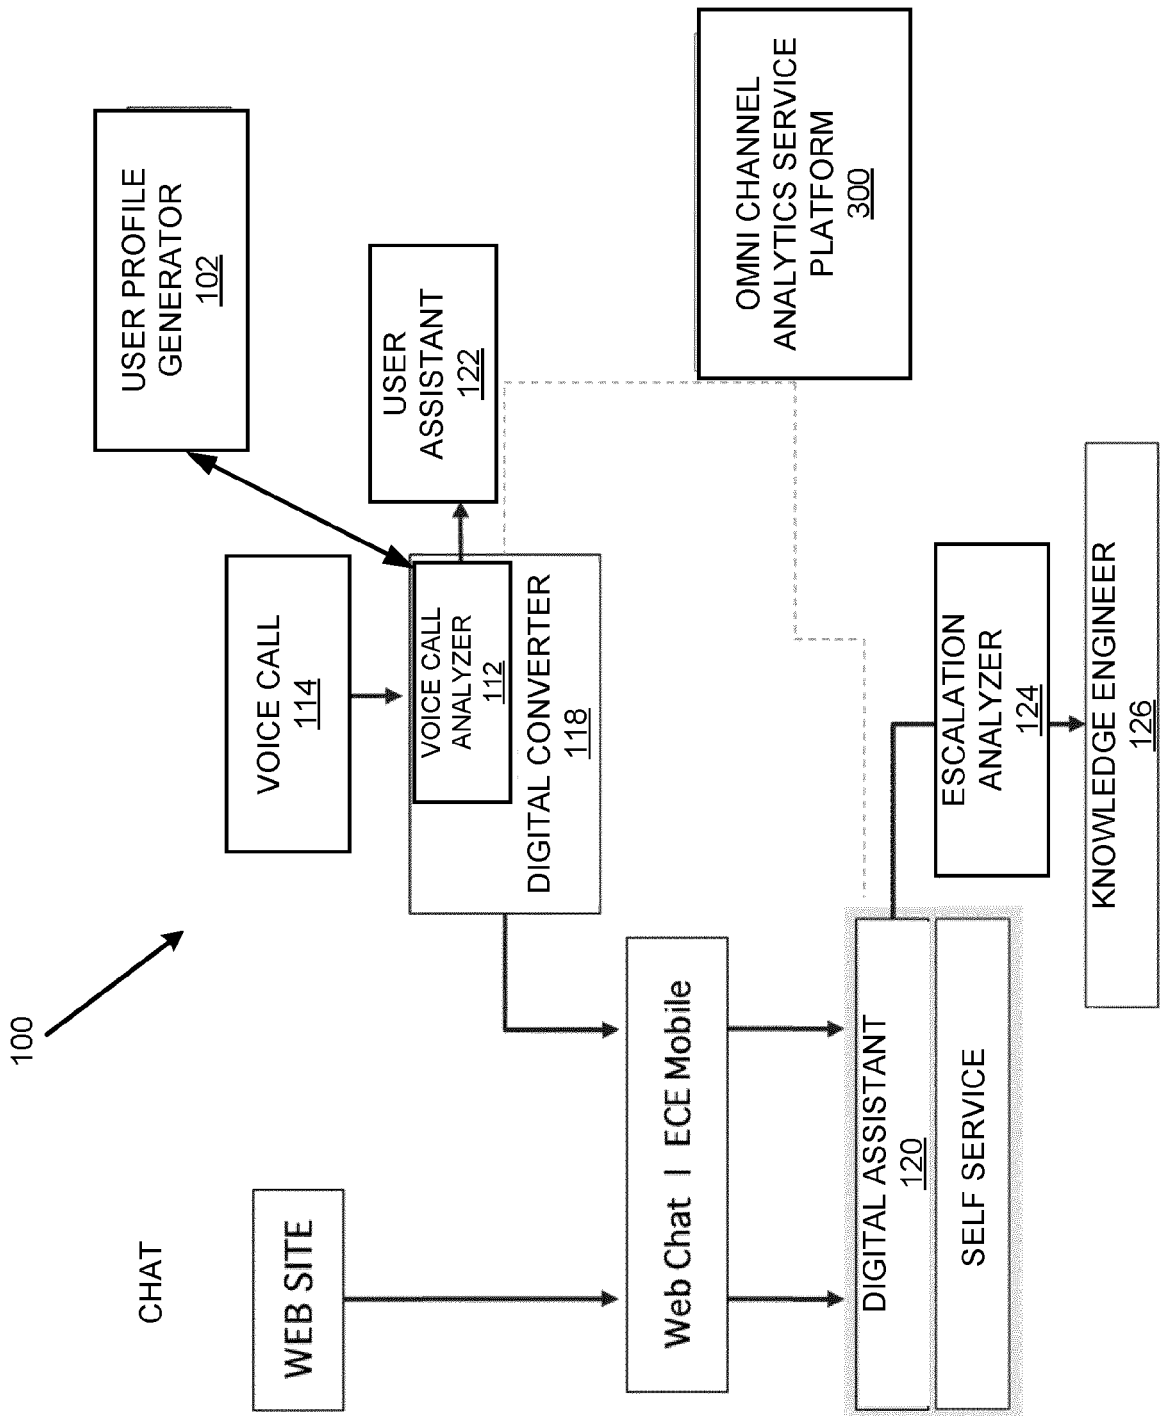 100
CHAT
WEB SITE
VOICE CALL
114
USER PROFILE
GENERATOR
102
VOICE CALL
ANALYZER
112
DIGITAL CONVERTER
118
USER
ASSISTANT
122
Web Chat | ECE Mobile
OMNI CHANNEL
ANALYTICS SERVICE
PLATFORM
300
DIGITAL ASSISTANT
120
SELF SERVICE
ESCALATION
ANALYZER
124
KNOWLEDGE ENGINEER
126